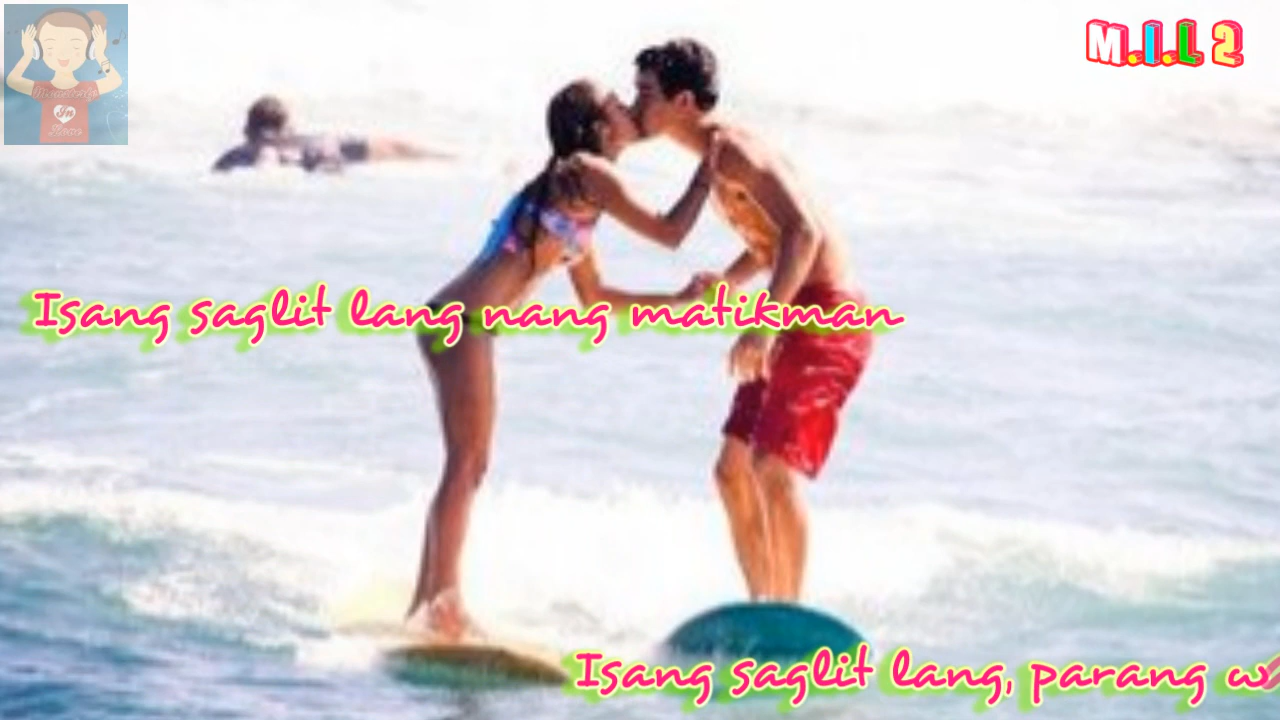 M.I.L 2
Isang saglit lang nang matikman
Isang saglit lang, parang